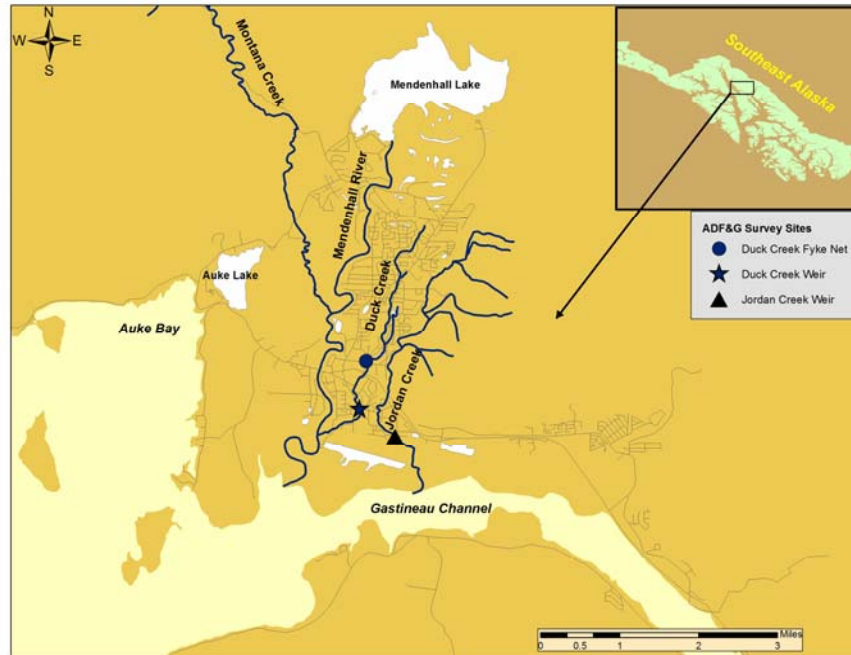 N
W E
S
Montana Creek
Mendenhall Lake
Southeast Alaska
Mendenhall River
ADF&G Survey Sites
Duck Creek Fyke Net
Duck Creek Weir
Jordan Creek Weir
Auke Lake
Duck Creek
Auke Bay
Jordan Creek
Gastineau Channel
Miles
0 0.5 1 2 3